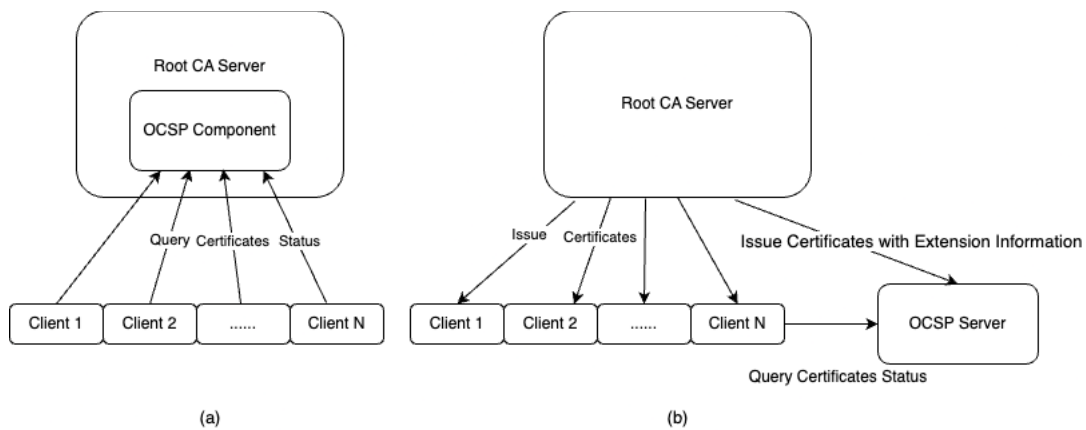 Root CA Server
OCSP Component
Query Certificates Status
Client 1 Client 2 ...... Client N
(a)
Root CA Server
Issue Certificates
Issue Certificates with Extension Information
Client 1 Client 2 ...... Client N
OCSP Server
Query Certificates Status
(b)